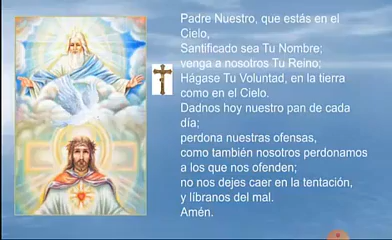 Padre Nuestro, que estás en el
Cielo,
Santificado sea Tu Nombre;
venga a nosotros Tu Reino;
Hágase Tu Voluntad, en la tierra
como en el Cielo.
Dadnos hoy nuestro pan de cada
día;
perdona nuestras ofensas,
como también nosotros perdonamos
a los que nos ofenden;
no nos dejes caer en la tentación,
y líbranos del mal.
Amén.